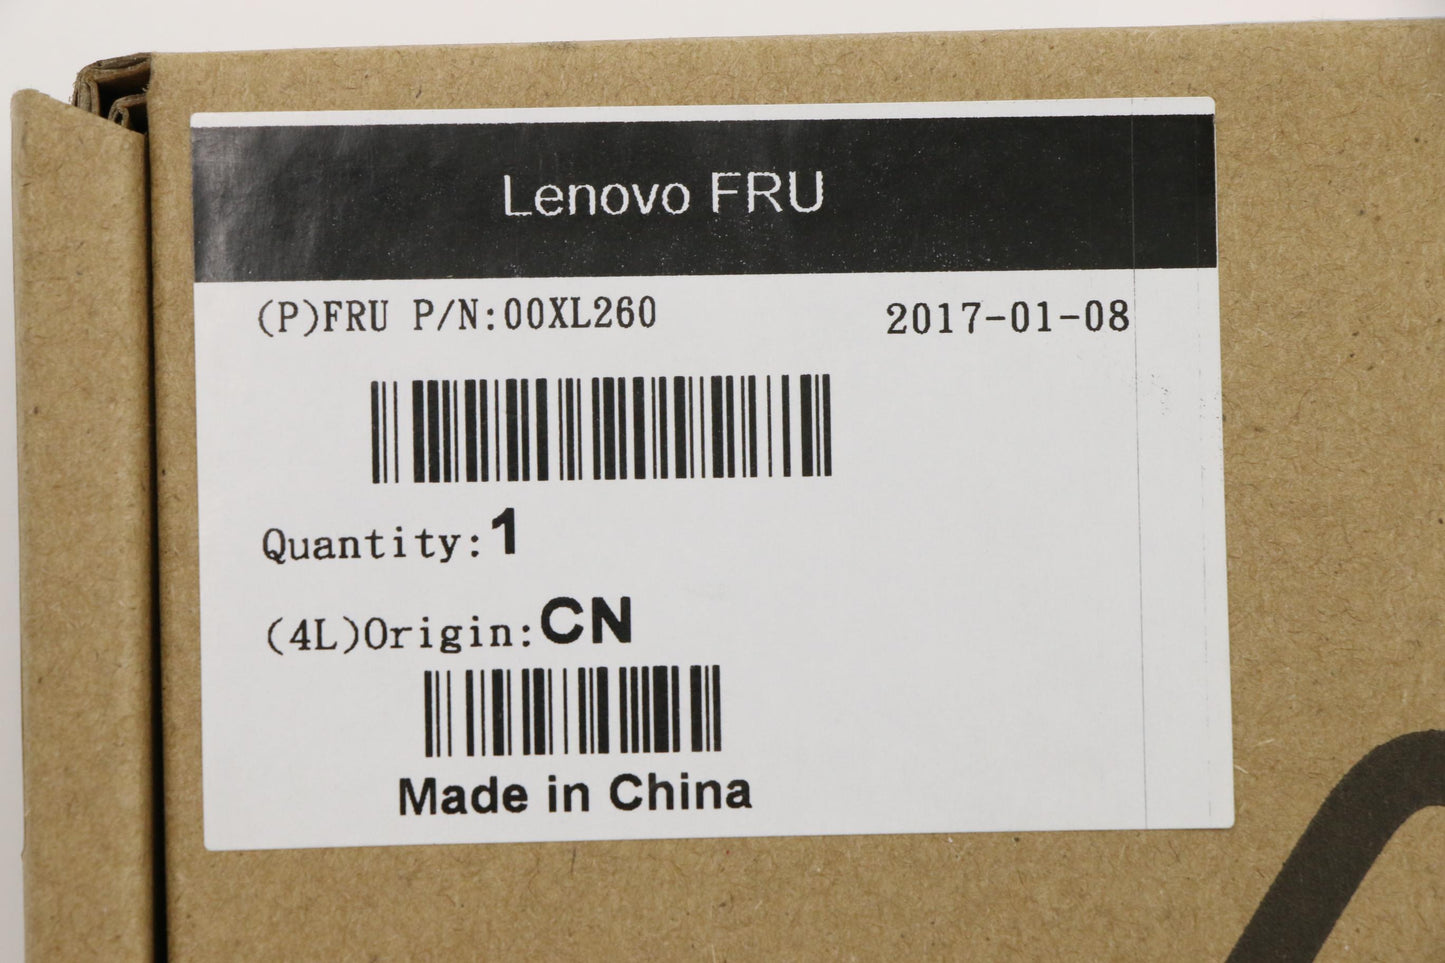 Lenovo FRU
(P)FRU P/N:00XL260 2017-01-08
Quantity:1
(4L)Origin:CN
Made in China